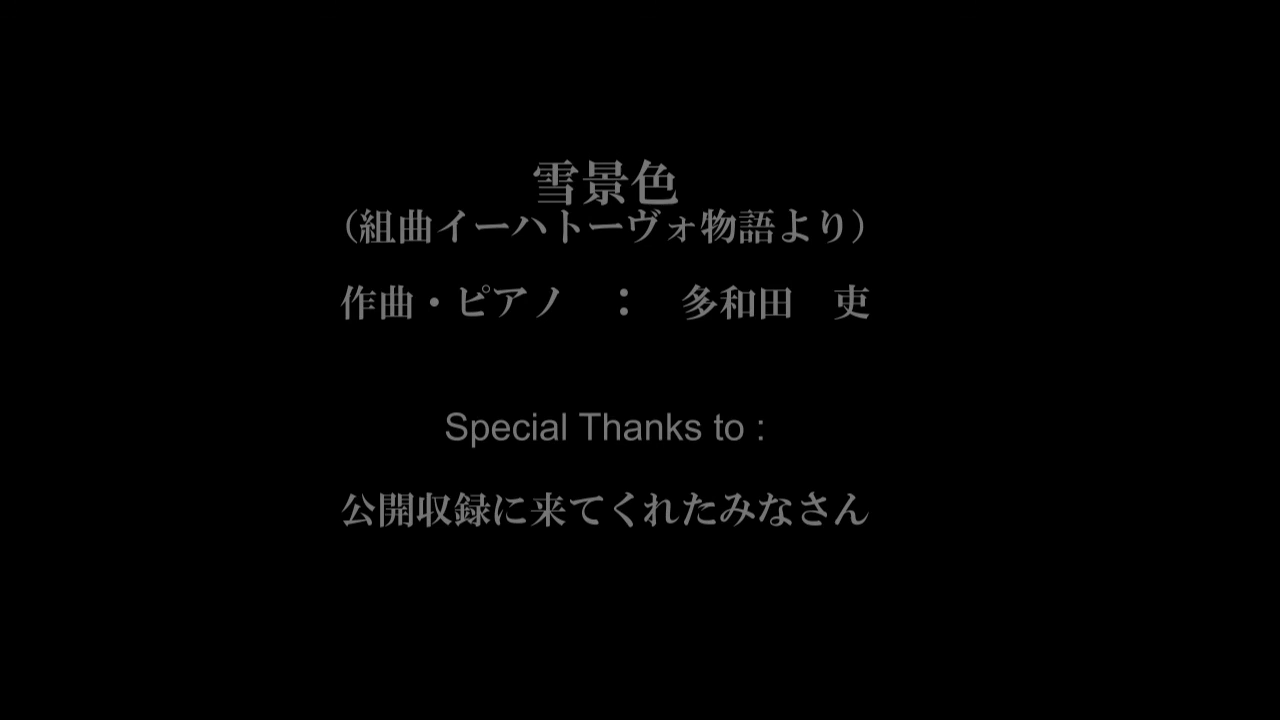 雪景色
（組曲イーハトーヴォ物語より）
作曲・ピアノ　：　多和田　吏
Special Thanks to :
公開収録に来てくれたみなさん